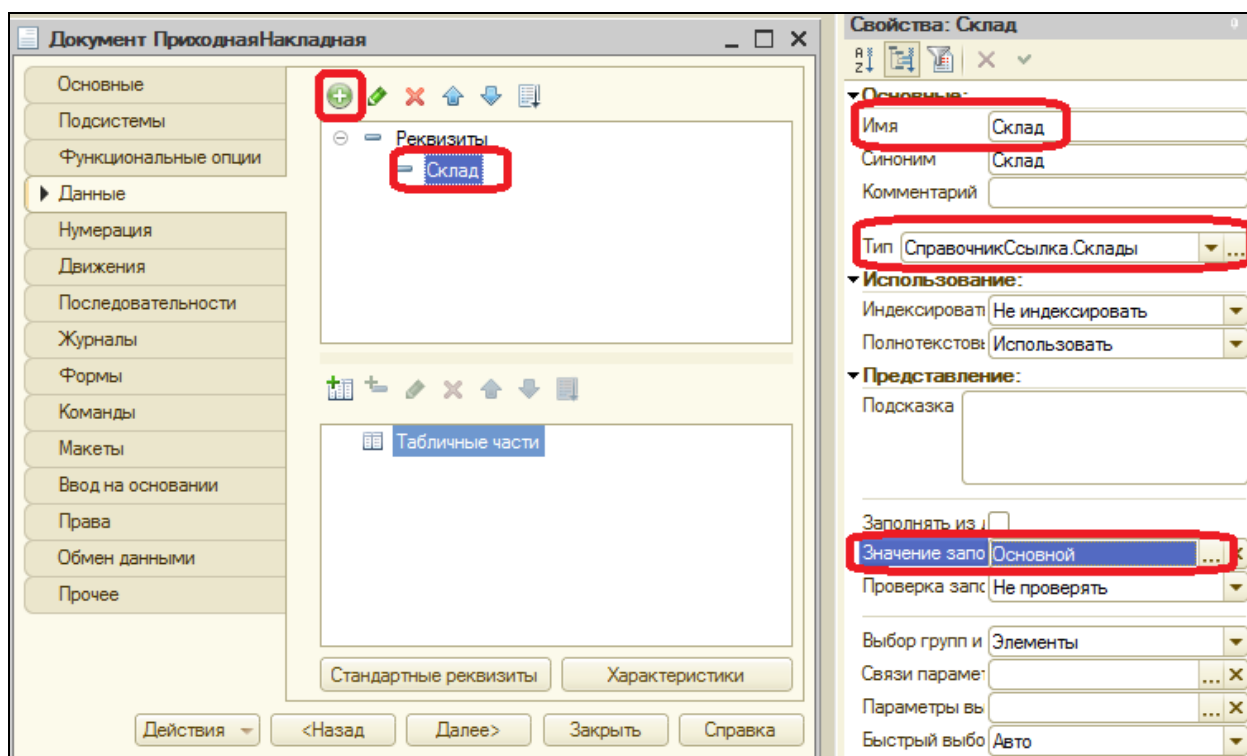 Документ ПриходнаяНакладная
Основные
Подсистемы
Функциональные опции
Данные
Нумерация
Движения
Последовательности
Журналы
Формы
Команды
Макеты
Ввод на основании
Права
Обмен данными
Прочее
Реквизиты
Склад
Табличные части
Стандартные реквизиты Характеристики
Действия <Назад Далее> Закрыть Справка
Свойства: Склад
Основные:
Имя Склад
Синоним Склад
Комментарий
Тип СправочникСсылка.Склады ...
Использование:
Индексироват Не индексировать
Полнотекстов Использовать
Представление:
Подсказка
Заполнять из
Значение запо Основной ...
Проверка запо Не проверять
Выбор групп и Элементы
Связи парамет ...
Параметры вы ...
Быстрый выбо Авто